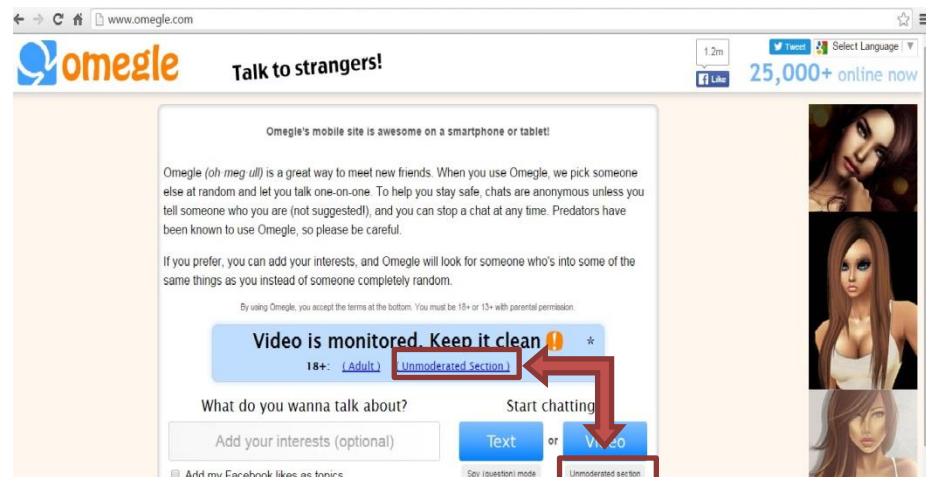 www.omegle.com
omegle
Talk to strangers!
1.2m
Like
Tweet
Select Language
25,000+ online now
Omegle's mobile site is awesome on a smartphone or tablet!
Omegle (oh·meg·ull) is a great way to meet new friends. When you use Omegle, we pick someone
else at random and let you talk one-on-one. To help you stay safe, chats are anonymous unless you
tell someone who you are (not suggested!), and you can stop a chat at any time. Predators have
been known to use Omegle, so please be careful.
If you prefer, you can add your interests, and Omegle will look for someone who's into some of the
same things as you instead of someone completely random.
By using Omegle, you accept the terms at the bottom. You must be 18+ or 13+ with parental permission.
Video is monitored. Keep it clean! *
18+: (Adult) (Unmoderated Section)
What do you wanna talk about?
Start chatting
Add your interests (optional)
Text or Video
Add my Facebook likes as topics
Spy (question) mode
Unmoderated section